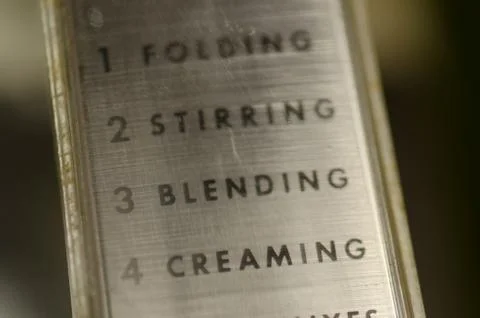 1 FOLDING
2 STIRRING
3 BLENDING
4 CREAMING